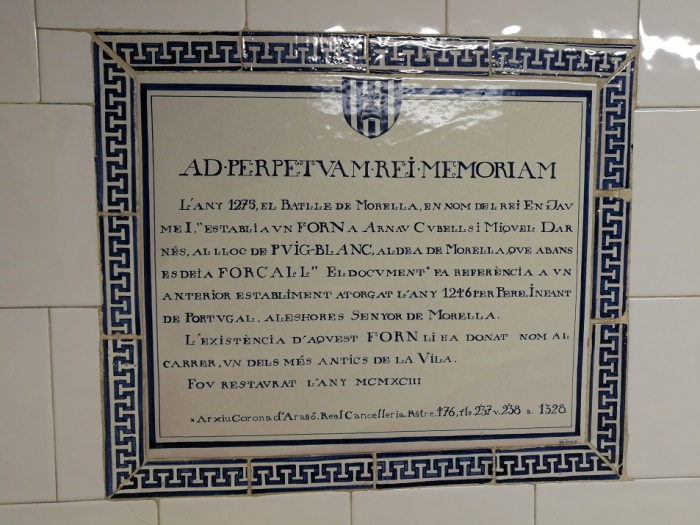 AD·PERPETVAM·REI·MEMORIAM
L'ANY 1275, EL BATLLE DE MORELLA, EN NOM DEL REI EN JAV
ME I, "ESTABLIA VN FORN A ARNAV CVBELLS I MIQVEL DAR
NÉS, AL LLOC DE PVIG-BLANC, ALDEA DE MORELLA, QVE ABANS
ES DEIA FORCALL" EL DOCVMENT* FA REFERÈNCIA A VN
ANTERIOR ESTABLIMENT ATORGAT L'ANY 1246 PER PERE, INFANT
DE PORTVGAL, ALESHORES SENYOR DE MORELLA.
L'EXISTÈNCIA D'AQVEST FORN LI EA DONAT NOM AL
CARRER, VN DELS MÉS ANTICS DE LA VILA.
FOV RESTAVRAT L'ANY MCMXCIII
* Arxiu Corona d'Aragó. Real Cancelleria. Rstre. 476, fls. 237 v. 238 a. 1328.